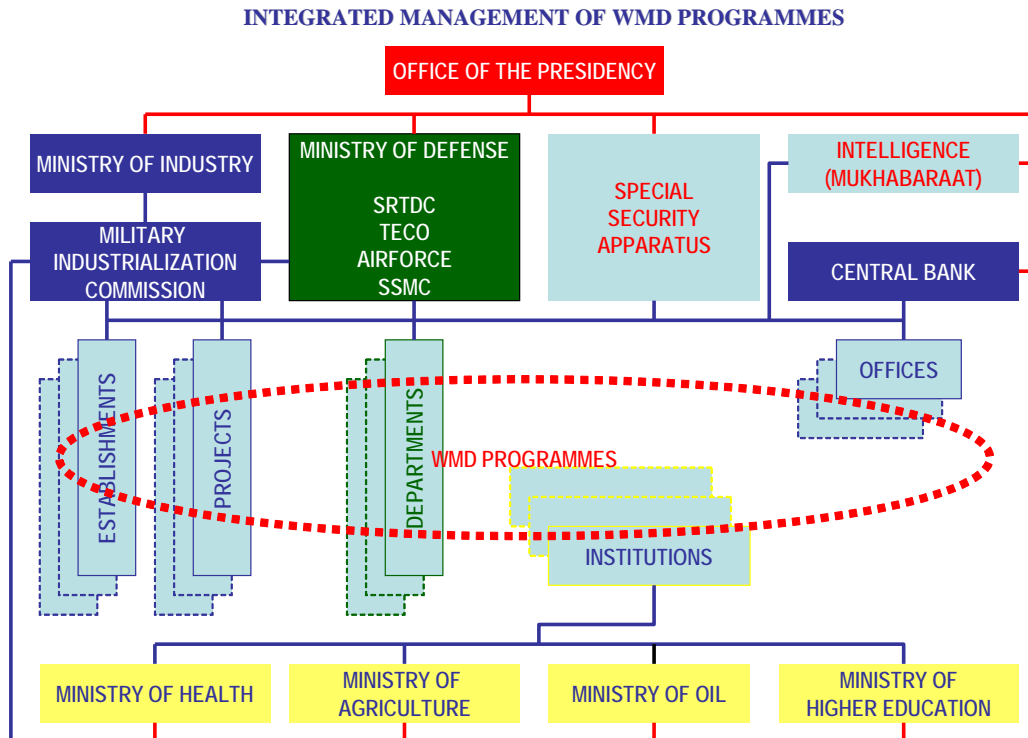 INTEGRATED MANAGEMENT OF WMD PROGRAMMES
OFFICE OF THE PRESIDENCY
MINISTRY OF INDUSTRY
MINISTRY OF DEFENSE
SRTDC
TECO
AIRFORCE
SSMC
SPECIAL
SECURITY
APPARATUS
INTELLIGENCE
(MUKHABARAAT)
MILITARY
INDUSTRIALIZATION
COMMISSION
CENTRAL BANK
ESTABLISHMENTS
PROJECTS
DEPARTMENTS
OFFICES
WMD PROGRAMMES
INSTITUTIONS
MINISTRY OF HEALTH
MINISTRY OF
AGRICULTURE
MINISTRY OF OIL
MINISTRY OF
HIGHER EDUCATION